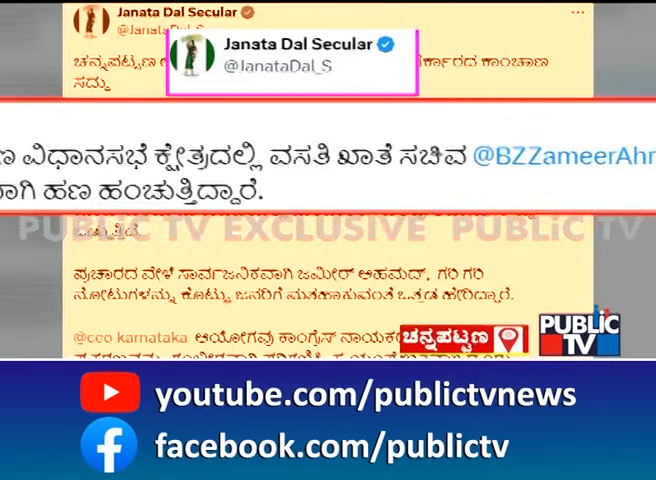 Janata Dal Secular
@JanataDal_S
ಚನ್ನಪಟ್ಟಣ
ಕಾಂಚಾಣ
ಸದ್ದು
Janata Dal Secular
@JanataDal_S
ಣ ವಿಧಾನಸಭೆ ಕ್ಷೇತ್ರದಲ್ಲಿ ವಸತಿ ಖಾತೆ ಸಚಿವ @BZZameerAhm
ವಾಗಿ ಹಣ ಹಂಚುತ್ತಿದ್ದಾರೆ.
PUBLIC TV EXCLUSIVE PUBLIC TV
ಪ್ರಚಾರದ ವೇಳೆ ಸಾರ್ವಜನಿಕವಾಗಿ ಜಮೀರ್ ಅಹಮದ್, ಗರಿ ಗರಿ
ನೋಟುಗಳನ್ನು ಕೊಟ್ಟು ಜನರಿಗೆ ಮತಹಾಕುವಂತೆ ಒತ್ತಡ ಹೇರಿದ್ದಾರೆ.
@ceo karnataka ಆಯೋಗವು ಕಾಂಗ್ರೆಸ್
ಚನ್ನಪಟ್ಟಣ
PUBLIC
TV
youtube.com/publictvnews
facebook.com/publictv